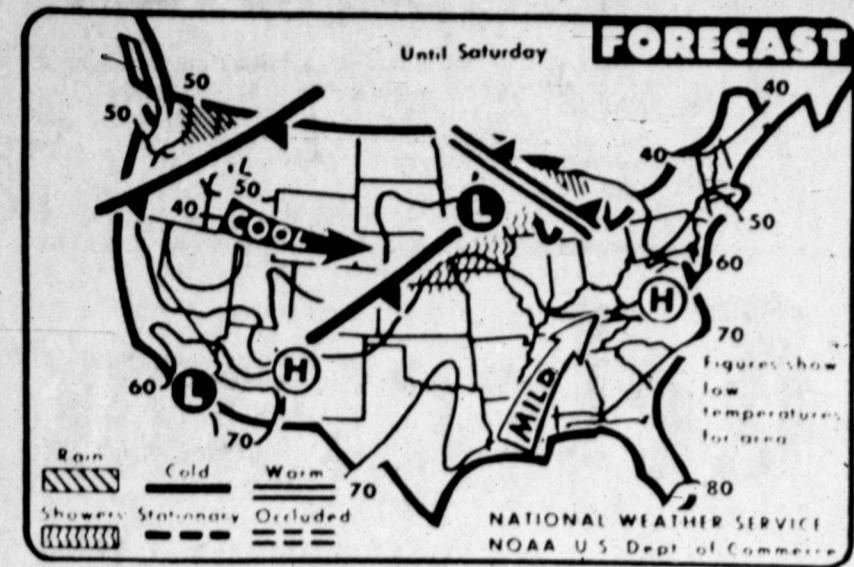 Until Saturday
FORECAST
50
50
40
40
L
50
40
COOL
L
50
60
H
70
H
60
L
70
MILD
Figures show
low
temperatures
for area
70
80
Rain
Cold
Warm
Showers
Stationary
Occluded
NATIONAL WEATHER SERVICE
NOAA U S Dept of Commerce